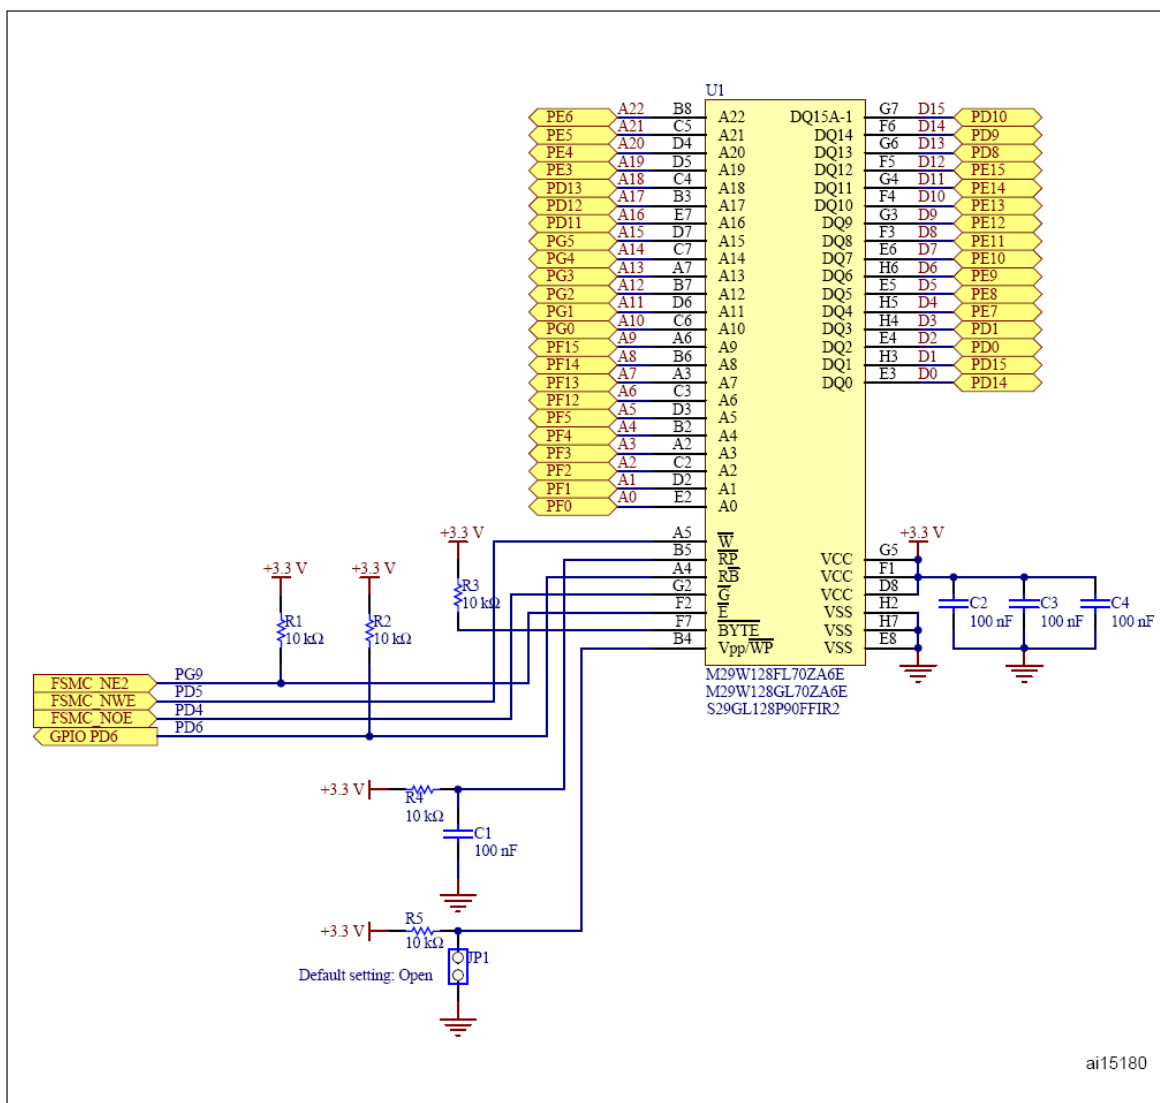 U1
PE6 A22 B8 A22 DQ15A-1 G7 D15 PD10
PE5 A21 C5 A21 DQ14 F6 D14 PD9
PE4 A20 D4 A20 DQ13 G6 D13 PD8
PE3 A19 D5 A19 DQ12 F5 D12 PE15
PD13 A18 C4 A18 DQ11 G4 D11 PE14
PD12 A17 B3 A17 DQ10 F4 D10 PE13
PD11 A16 E7 A16 DQ9 G3 D9 PE12
PG5 A15 D7 A15 DQ8 F3 D8 PE11
PG4 A14 C7 A14 DQ7 E6 D7 PE10
PG3 A13 A7 A13 DQ6 H6 D6 PE9
PG2 A12 B7 A12 DQ5 E5 D5 PE8
PG1 A11 D6 A11 DQ4 H5 D4 PE7
PG0 A10 C6 A10 DQ3 H4 D3 PD1
PF15 A9 A6 A9 DQ2 E4 D2 PD0
PF14 A8 B6 A8 DQ1 H3 D1 PD15
PF13 A7 A3 A7 DQ0 E3 D0 PD14
PF12 A6 C3 A6
PF5 A5 D3 A5
PF4 A4 B2 A4
PF3 A3 A2 A3
PF2 A2 C2 A2
PF1 A1 D2 A1
PF0 A0 E2 A0
+3.3 V A5 W +3.3 V
B5 RP VCC G5
+3.3 V +3.3 V A4 RB VCC F1
R3 G2 G VCC D8
10 kΩ F2 E VSS H2 C2 C3 C4
R1 R2 F7 BYTE VSS H7 100 nF 100 nF 100 nF
10 kΩ 10 kΩ B4 Vpp/WP VSS E8
M29W128FL70ZA6E
FSMC_NE2 PG9 M29W128GL70ZA6E
FSMC_NWE PD5 S29GL128P90FFIR2
FSMC_NOE PD4
GPIO PD6 PD6
+3.3 V R4
10 kΩ
C1
100 nF
+3.3 V R5
10 kΩ
JP1
Default setting: Open
ai15180